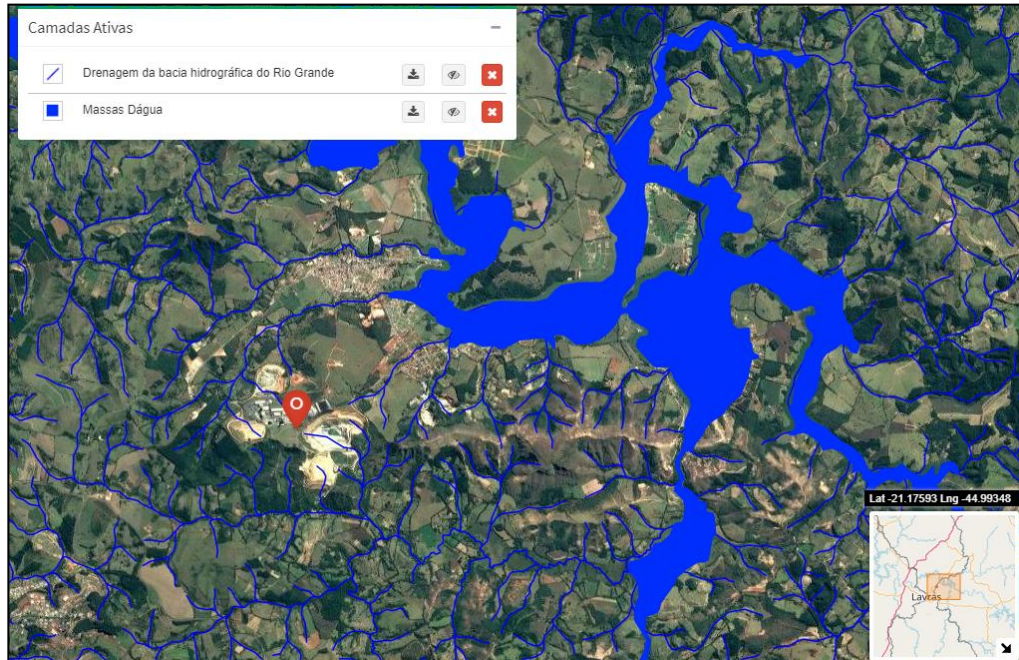 Camadas Ativas
Drenagem da bacia hidrográfica do Rio Grande
Massas Dágua
Lat -21.17593 Lng -44.99348
Lavras